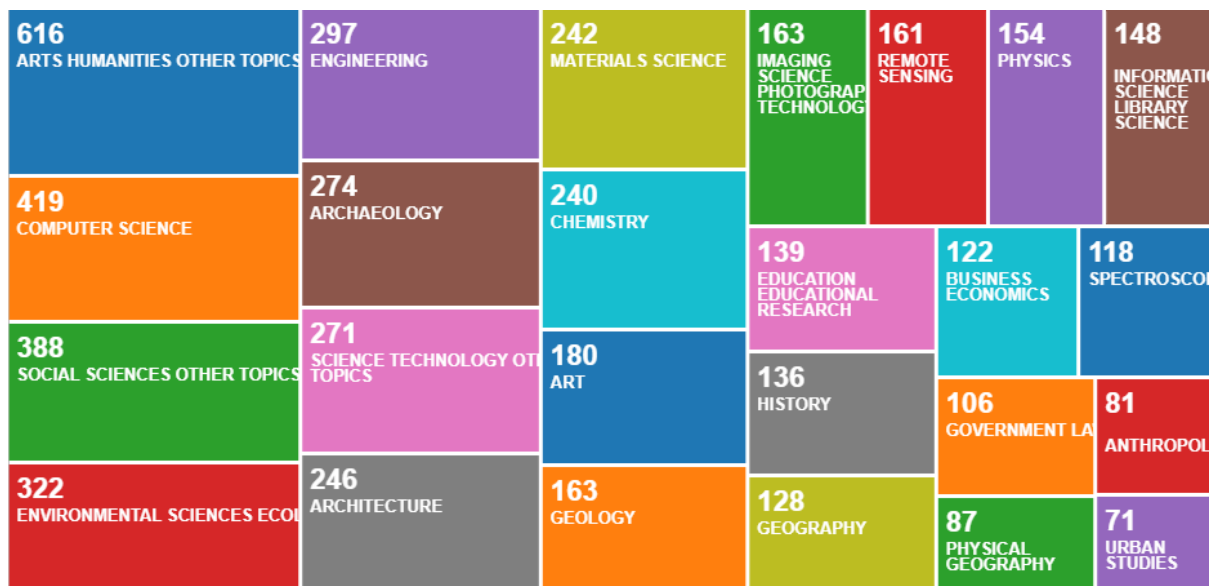 616
ARTS HUMANITIES OTHER TOPICS
419
COMPUTER SCIENCE
388
SOCIAL SCIENCES OTHER TOPICS
322
ENVIRONMENTAL SCIENCES ECOL
297
ENGINEERING
274
ARCHAEOLOGY
271
SCIENCE TECHNOLOGY OTH
TOPICS
246
ARCHITECTURE
242
MATERIALS SCIENCE
240
CHEMISTRY
180
ART
163
GEOLOGY
163
IMAGING
SCIENCE
PHOTOGRAP
TECHNOLOG
161
REMOTE
SENSING
154
PHYSICS
148
INFORMATIO
SCIENCE
LIBRARY
SCIENCE
139
EDUCATION
EDUCATIONAL
RESEARCH
136
HISTORY
128
GEOGRAPHY
122
BUSINESS
ECONOMICS
118
SPECTROSCO
106
GOVERNMENT LA
87
PHYSICAL
GEOGRAPHY
81
ANTHROPOL
71
URBAN
STUDIES